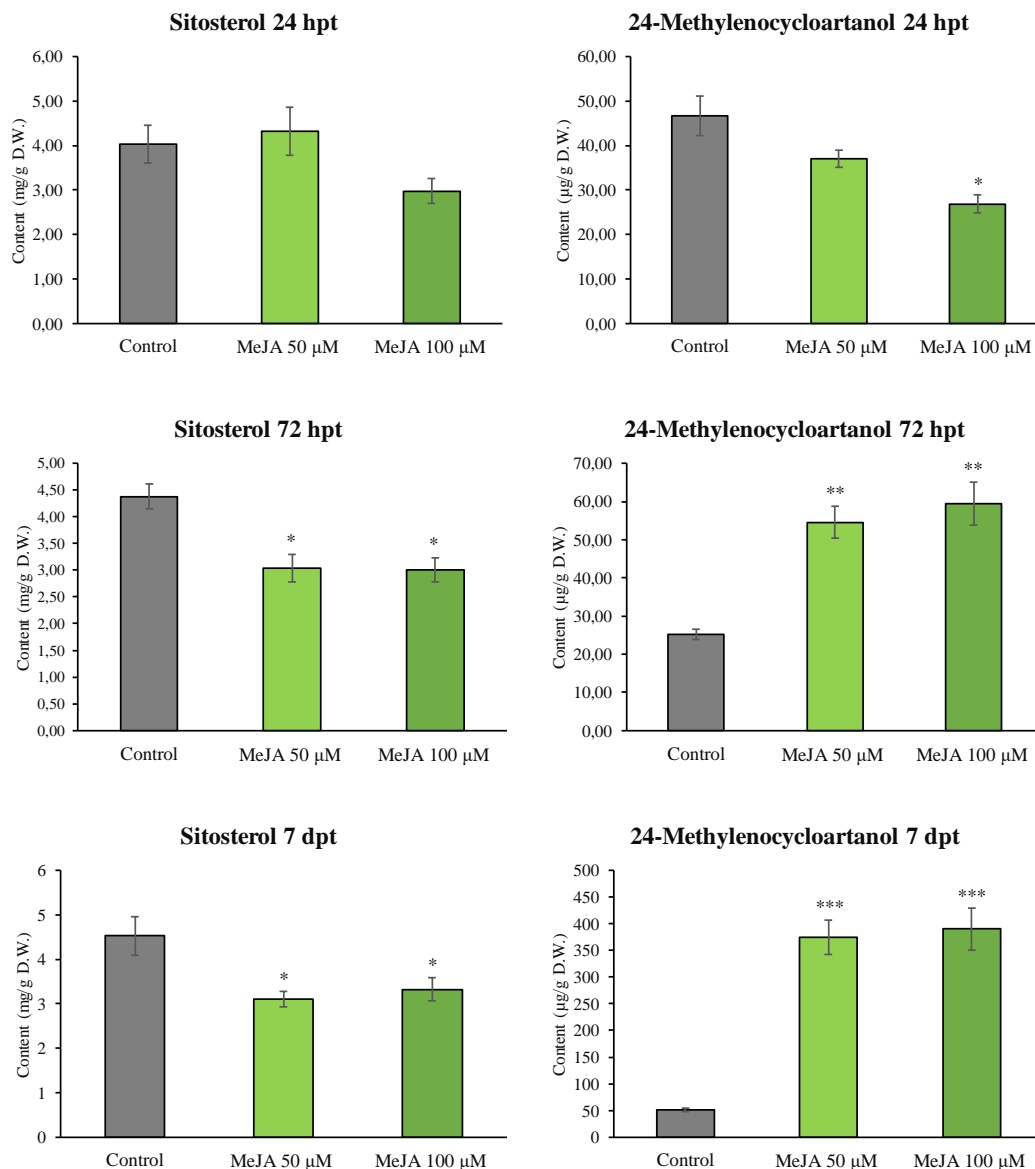 Sitosterol 24 hpt
6,00
5,00
4,00
3,00
2,00
1,00
0,00
Content (mg/g D.W.)
Control
MeJA 50 μM
MeJA 100 μM
24-Methylenocycloartanol 24 hpt
60,00
50,00
40,00
30,00
20,00
10,00
0,00
Content (μg/g D.W.)
*
Control
MeJA 50 μM
MeJA 100 μM
Sitosterol 72 hpt
5,00
4,50
4,00
3,50
3,00
2,50
2,00
1,50
1,00
0,50
0,00
Content (mg/g D.W.)
*
*
Control
MeJA 50 μM
MeJA 100 μM
24-Methylenocycloartanol 72 hpt
70,00
60,00
50,00
40,00
30,00
20,00
10,00
0,00
Content (μg/g D.W.)
**
**
Control
MeJA 50 μM
MeJA 100 μM
Sitosterol 7 dpt
6
5
4
3
2
1
0
Content (mg/g D.W.)
*
*
Control
MeJA 50 μM
MeJA 100 μM
24-Methylenocycloartanol 7 dpt
500
450
400
350
300
250
200
150
100
50
0
Content (μg/g D.W.)
***
***
Control
MeJA 50 μM
MeJA 100 μM